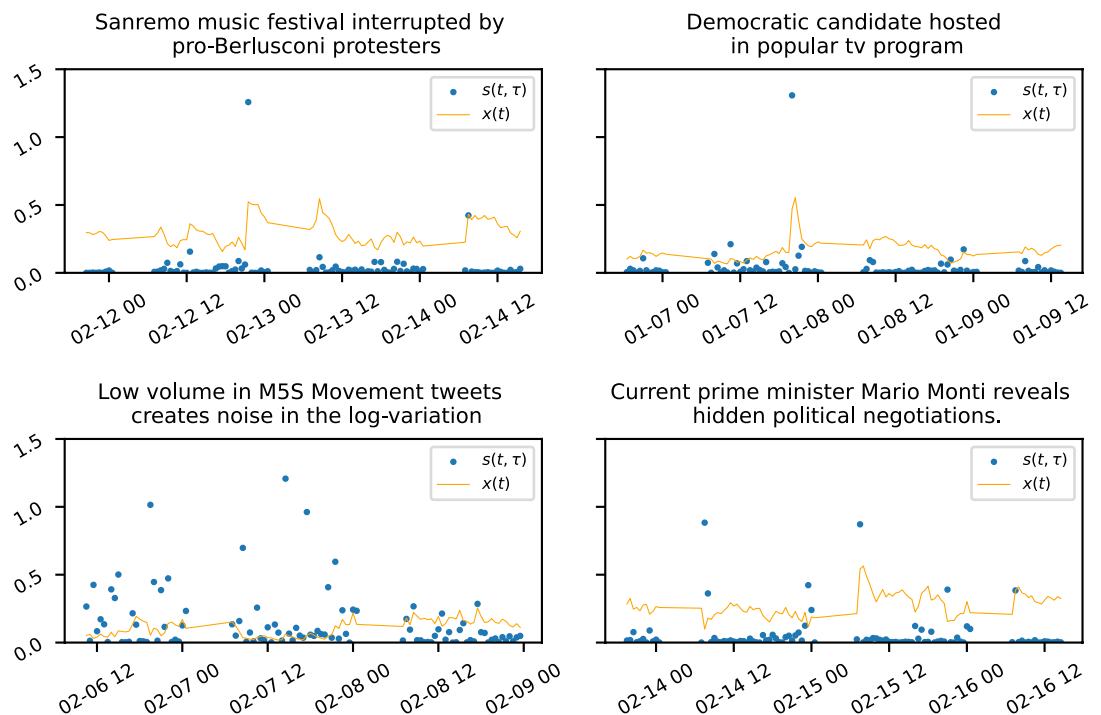 Sanremo music festival interrupted by
pro-Berlusconi protesters
1.5
1.0
0.5
0.0
s(t, τ)
x(t)
02-12 00
02-12 12
02-13 00
02-13 12
02-14 00
02-14 12
Democratic candidate hosted
in popular tv program
s(t, τ)
x(t)
01-07 00
01-07 12
01-08 00
01-08 12
01-09 00
01-09 12
Low volume in M5S Movement tweets
creates noise in the log-variation
1.5
1.0
0.5
0.0
s(t, τ)
x(t)
02-06 12
02-07 00
02-07 12
02-08 00
02-08 12
02-09 00
Current prime minister Mario Monti reveals
hidden political negotiations.
s(t, τ)
x(t)
02-14 00
02-14 12
02-15 00
02-15 12
02-16 00
02-16 12